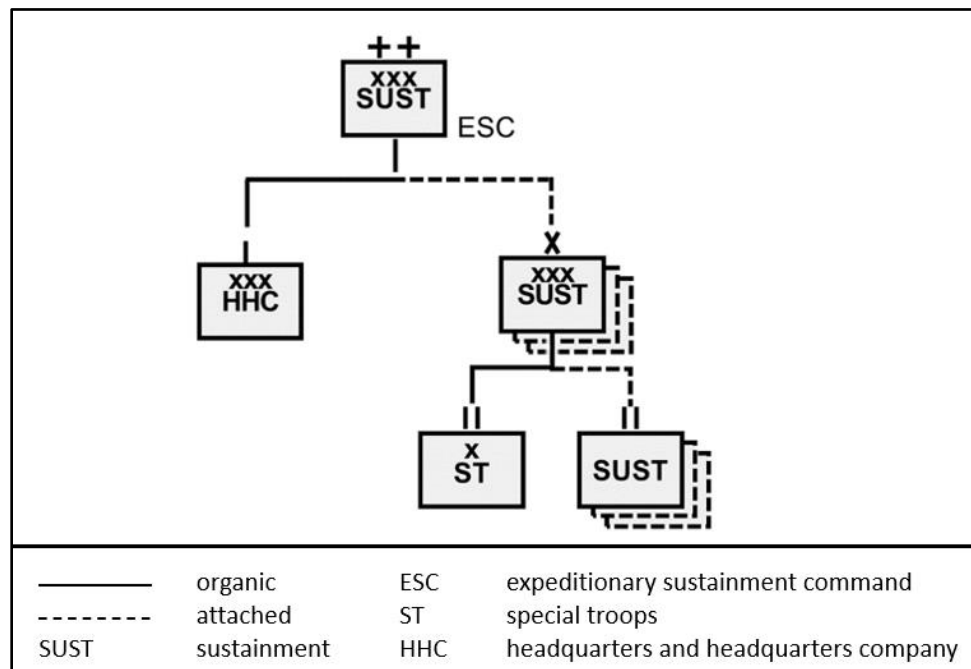 ++
xxx
SUST
ESC
X
xxx
HHC
xxx
SUST
II
II
x
ST
SUST
organic ESC expeditionary sustainment command
attached ST special troops
SUST sustainment HHC headquarters and headquarters company